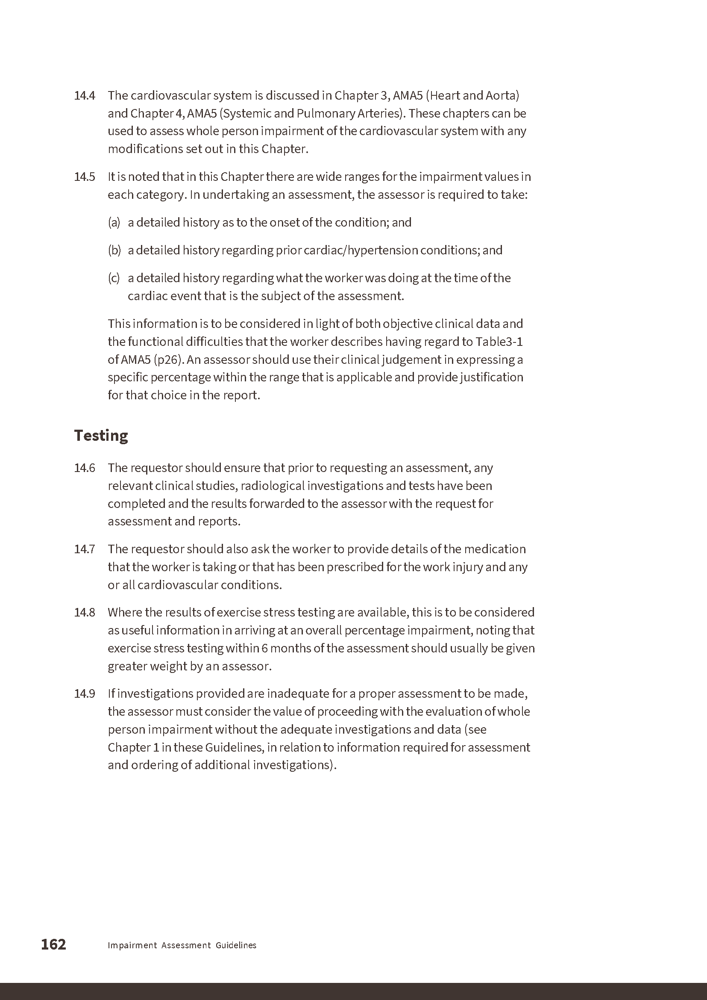 14.4 The cardiovascular system is discussed in Chapter 3, AMA5 (Heart and Aorta)
and Chapter 4, AMA5 (Systemic and Pulmonary Arteries). These chapters can be
used to assess whole person impairment of the cardiovascular system with any
modifications set out in this Chapter.
14.5 It is noted that in this Chapter there are wide ranges for the impairment values in
each category. In undertaking an assessment, the assessor is required to take:
(a) a detailed history as to the onset of the condition; and
(b) a detailed history regarding prior cardiac/hypertension conditions; and
(c) a detailed history regarding what the worker was doing at the time of the
cardiac event that is the subject of the assessment.
This information is to be considered in light of both objective clinical data and
the functional difficulties that the worker describes having regard to Table3-1
of AMA5 (p26). An assessor should use their clinical judgement in expressing a
specific percentage within the range that is applicable and provide justification
for that choice in the report.
Testing
14.6 The requestor should ensure that prior to requesting an assessment, any
relevant clinical studies, radiological investigations and tests have been
completed and the results forwarded to the assessor with the request for
assessment and reports.
14.7 The requestor should also ask the worker to provide details of the medication
that the worker is taking or that has been prescribed for the work injury and any
or all cardiovascular conditions.
14.8 Where the results of exercise stress testing are available, this is to be considered
as useful information in arriving at an overall percentage impairment, noting that
exercise stress testing within 6 months of the assessment should usually be given
greater weight by an assessor.
14.9 If investigations provided are inadequate for a proper assessment to be made,
the assessor must consider the value of proceeding with the evaluation of whole
person impairment without the adequate investigations and data (see
Chapter 1 in these Guidelines, in relation to information required for assessment
and ordering of additional investigations).
162 Impairment Assessment Guidelines